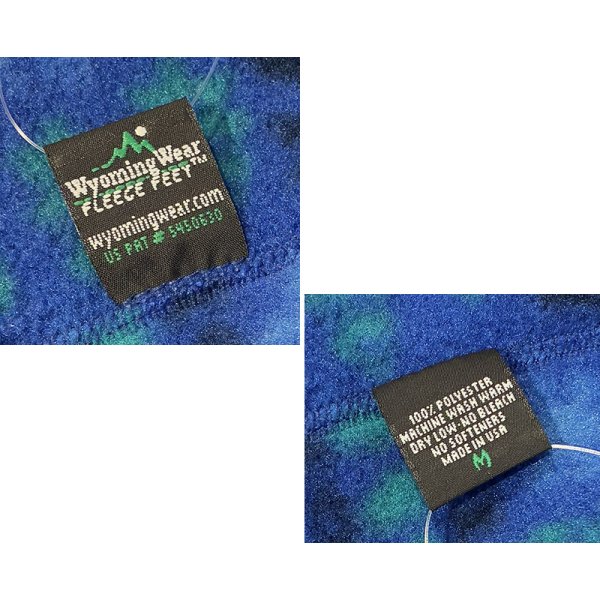 WyomingWear
FLEECE FEET™
wyomingwear.com
US PAT # 5450630
100% POLYESTER
MACHINE WASH WARM
DRY LOW-NO BLEACH
NO SOFTENERS
MADE IN USA
M